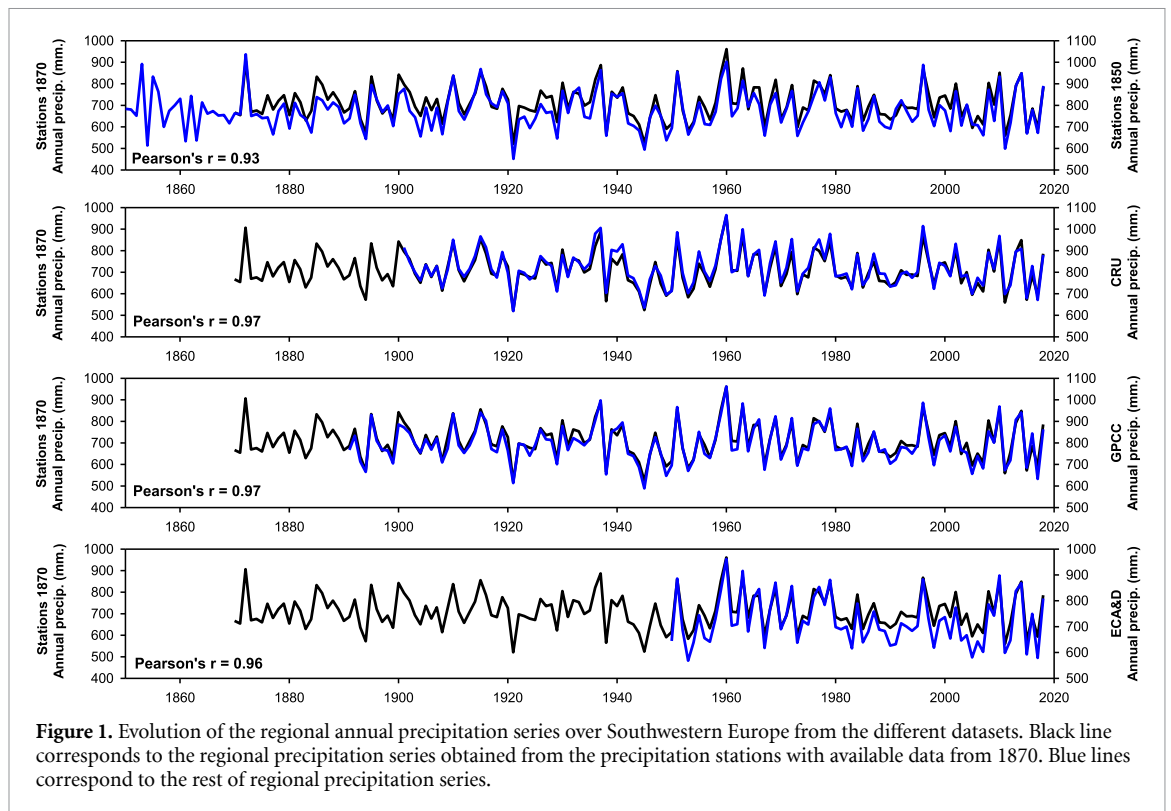 Stations 1870
Annual precip. (mm.)
1000
900
800
700
600
500
400
1100
1000
900
800
700
600
500
Stations 1850
Annual precip. (mm.)
Pearson's r = 0.93
1860 1880 1900 1920 1940 1960 1980 2000 2020
Stations 1870
Annual precip. (mm.)
1000
900
800
700
600
500
400
1100
1000
900
800
700
600
500
CRU
Annual precip. (mm.)
Pearson's r = 0.97
1860 1880 1900 1920 1940 1960 1980 2000 2020
Stations 1870
Annual precip. (mm.)
1000
900
800
700
600
500
400
1100
1000
900
800
700
600
500
GPCC
Annual precip. (mm.)
Pearson's r = 0.97
1860 1880 1900 1920 1940 1960 1980 2000 2020
Stations 1870
Annual precip. (mm.)
1000
900
800
700
600
500
400
1000
900
800
700
600
500
ECA&D
Annual precip. (mm.)
Pearson's r = 0.96
1860 1880 1900 1920 1940 1960 1980 2000 2020
Figure 1. Evolution of the regional annual precipitation series over Southwestern Europe from the different datasets. Black line
corresponds to the regional precipitation series obtained from the precipitation stations with available data from 1870. Blue lines
correspond to the rest of regional precipitation series.